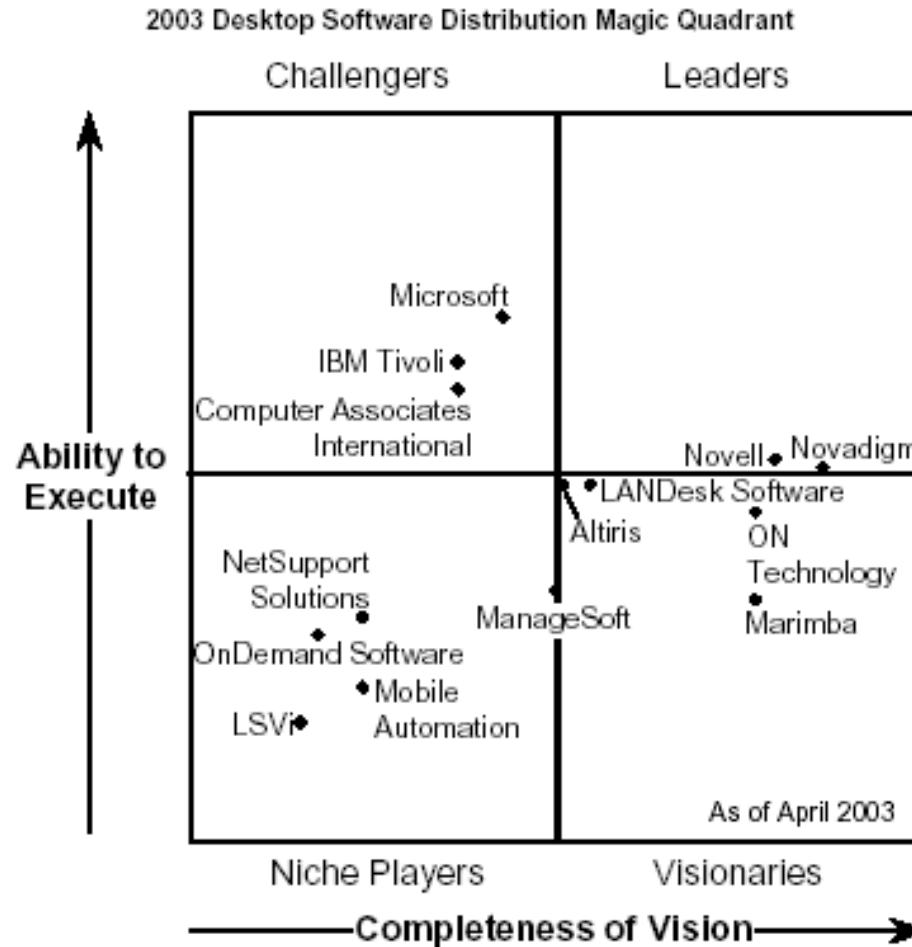 2003 Desktop Software Distribution Magic Quadrant
Challengers
Leaders
Microsoft
IBM Tivoli
Computer Associates
International
Ability to
Execute
Novell
Novadigm
LANDesk Software
Altiris
ON
Technology
NetSupport
Solutions
ManageSoft
Marimba
OnDemand Software
Mobile
Automation
LSVi
As of April 2003
Niche Players
Visionaries
Completeness of Vision